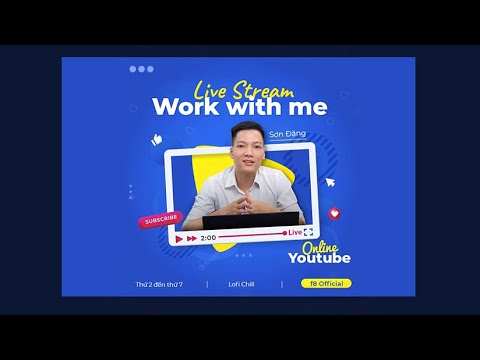 Live Stream
Work with me
Sơn Đặng
SUBSCRIBE
2:00
Live
Online
Youtube
Thứ 2 đến thứ 7
Lofi Chill
f8 Official